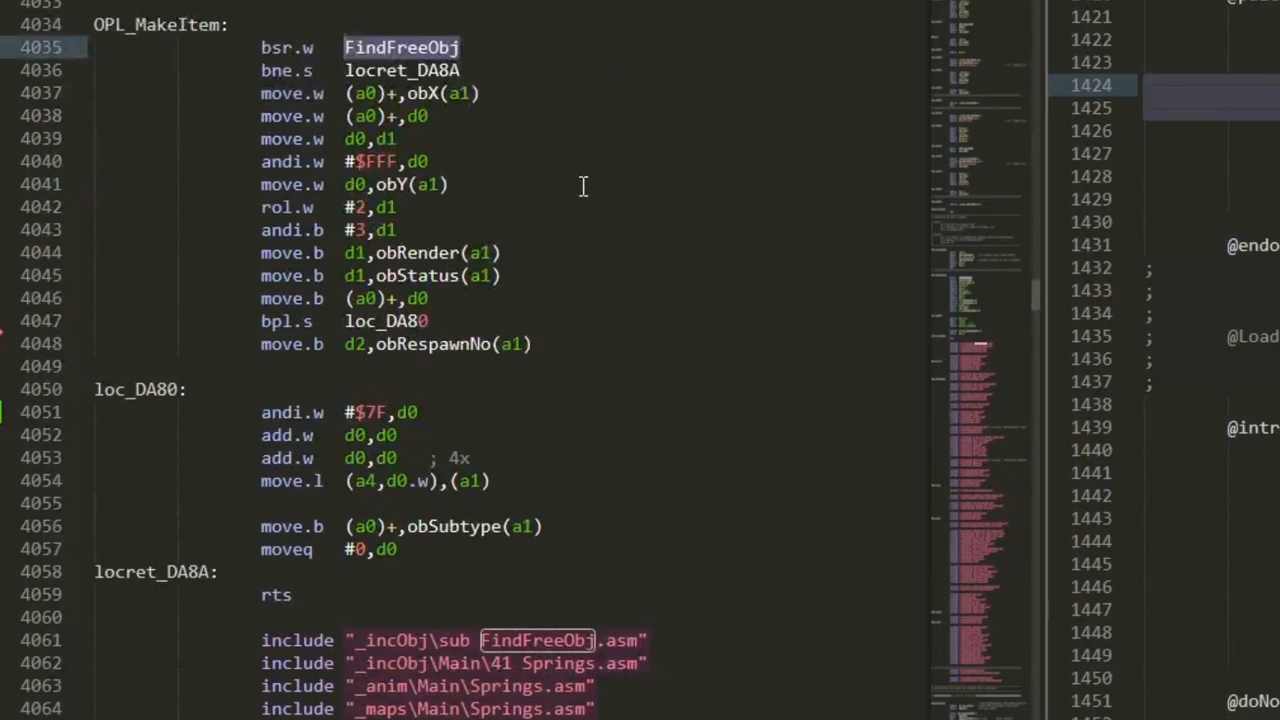 4033
4034 OPL_MakeItem:
4035 bsr.w FindFreeObj
4036 bne.s locret_DA8A
4037 move.w (a0)+,obX(a1)
4038 move.w (a0)+,d0
4039 move.w d0,d1
4040 andi.w #$FFF,d0
4041 move.w d0,obY(a1)
4042 rol.w #2,d1
4043 andi.b #3,d1
4044 move.b d1,obRender(a1)
4045 move.b d1,obStatus(a1)
4046 move.b (a0)+,d0
4047 bpl.s loc_DA80
4048 move.b d2,obRespawnNo(a1)
4049
4050 loc_DA80:
4051 andi.w #$7F,d0
4052 add.w d0,d0
4053 add.w d0,d0 ; 4x
4054 move.l (a4,d0.w),(a1)
4055
4056 move.b (a0)+,obSubtype(a1)
4057 moveq #0,d0
4058 locret_DA8A:
4059 rts
4060
4061 include "_incObj\sub FindFreeObj.asm"
4062 include "_incObj\Main\41 Springs.asm"
4063 include "_anim\Main\Springs.asm"
4064 include "_maps\Main\Springs.asm"
1421
1422
1423
1424
1425
1426
1427
1428
1429
1430
1431 @endo
1432 ;
1433 ;
1434 ;
1435 ; @Load
1436 ;
1437 ;
1438
1439 @intr
1440
1441
1442
1443
1444
1445
1446
1447
1448
1449
1450
1451 @doNo